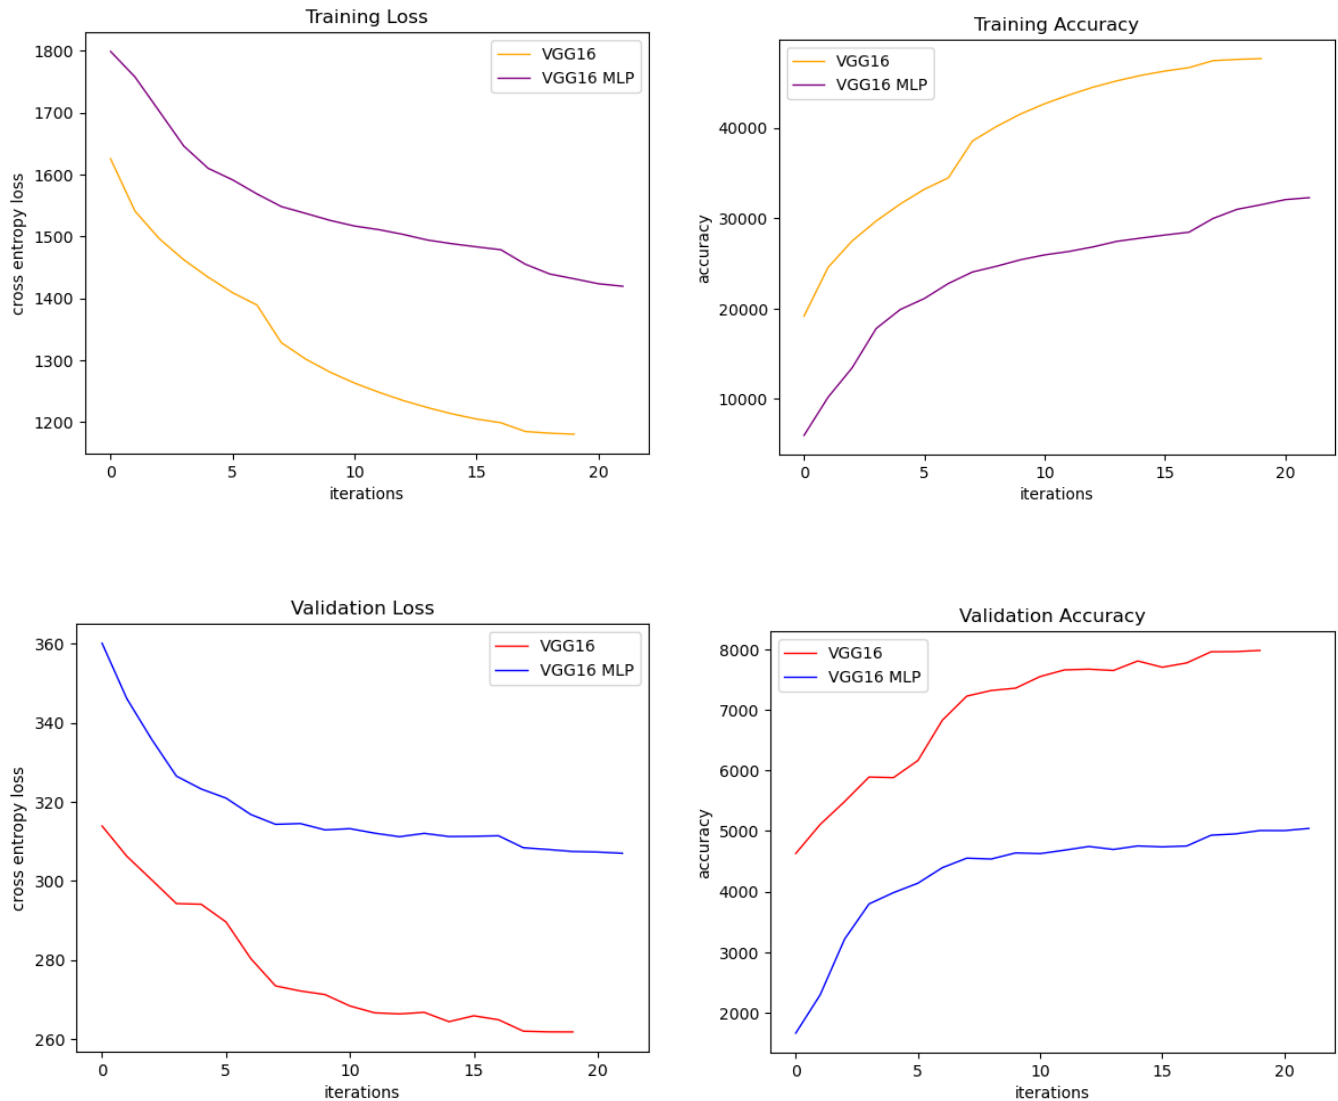 Training Loss
cross entropy loss
1800
1700
1600
1500
1400
1300
1200
VGG16
VGG16 MLP
0 5 10 15 20
iterations
Training Accuracy
accuracy
40000
30000
20000
10000
VGG16
VGG16 MLP
0 5 10 15 20
iterations
Validation Loss
cross entropy loss
360
340
320
300
280
260
VGG16
VGG16 MLP
0 5 10 15 20
iterations
Validation Accuracy
accuracy
8000
7000
6000
5000
4000
3000
2000
VGG16
VGG16 MLP
0 5 10 15 20
iterations